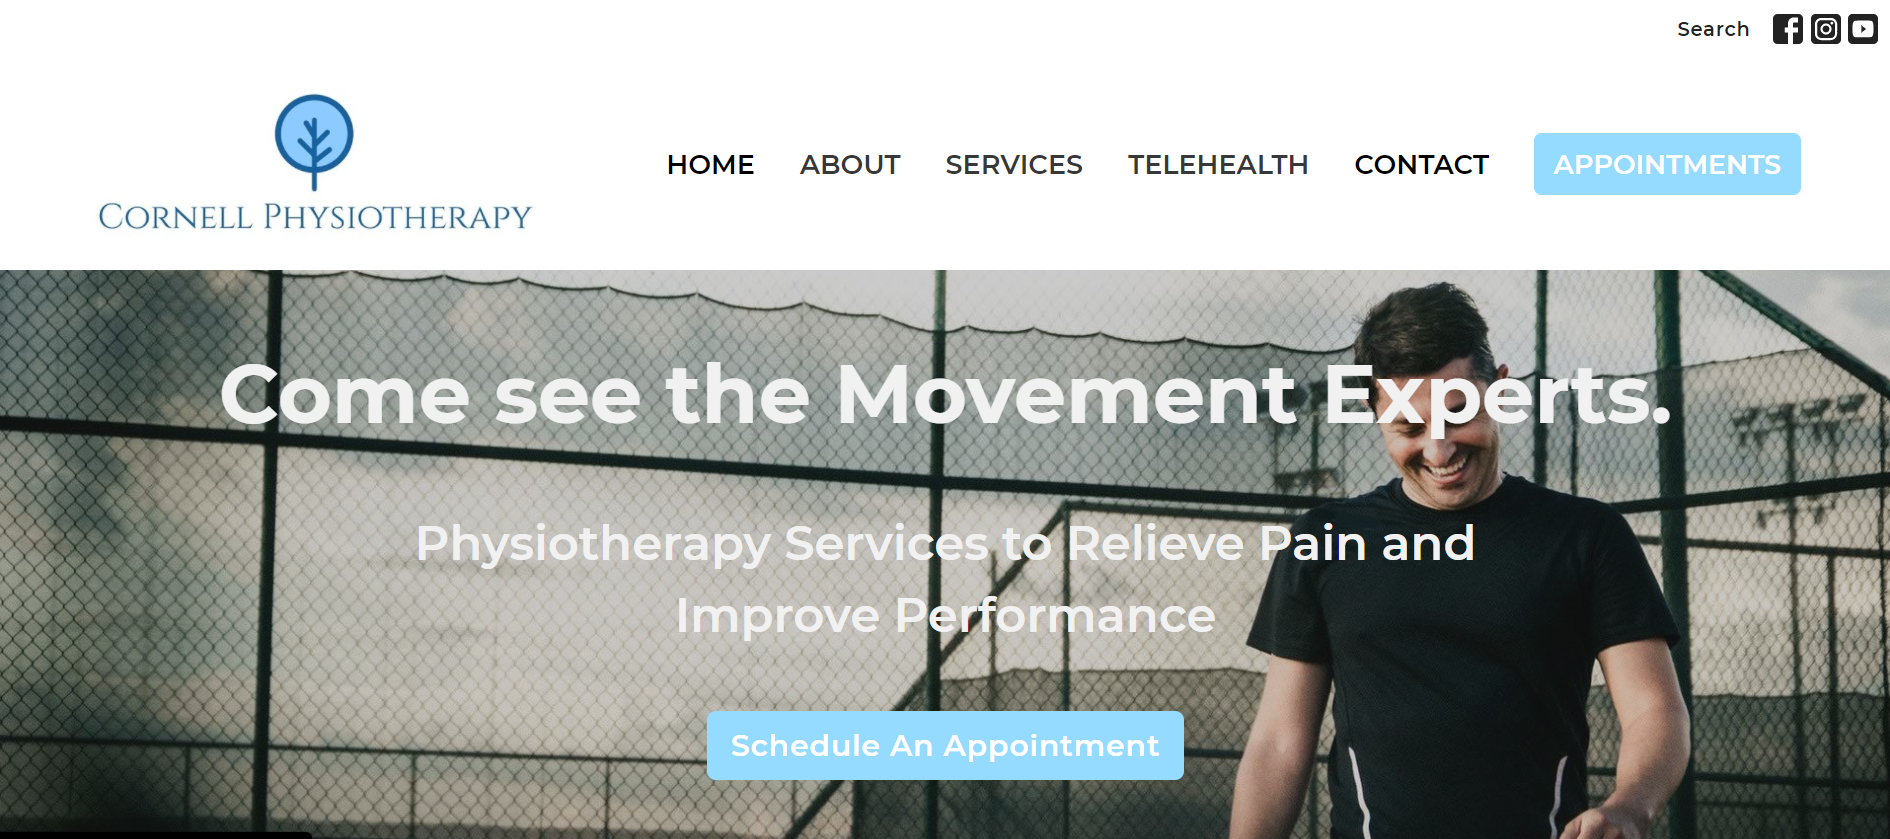 Search
CORNELL PHYSIOTHERAPY
HOME ABOUT SERVICES TELEHEALTH CONTACT APPOINTMENTS
Come see the Movement Experts.
Physiotherapy Services to Relieve Pain and
Improve Performance
Schedule An Appointment